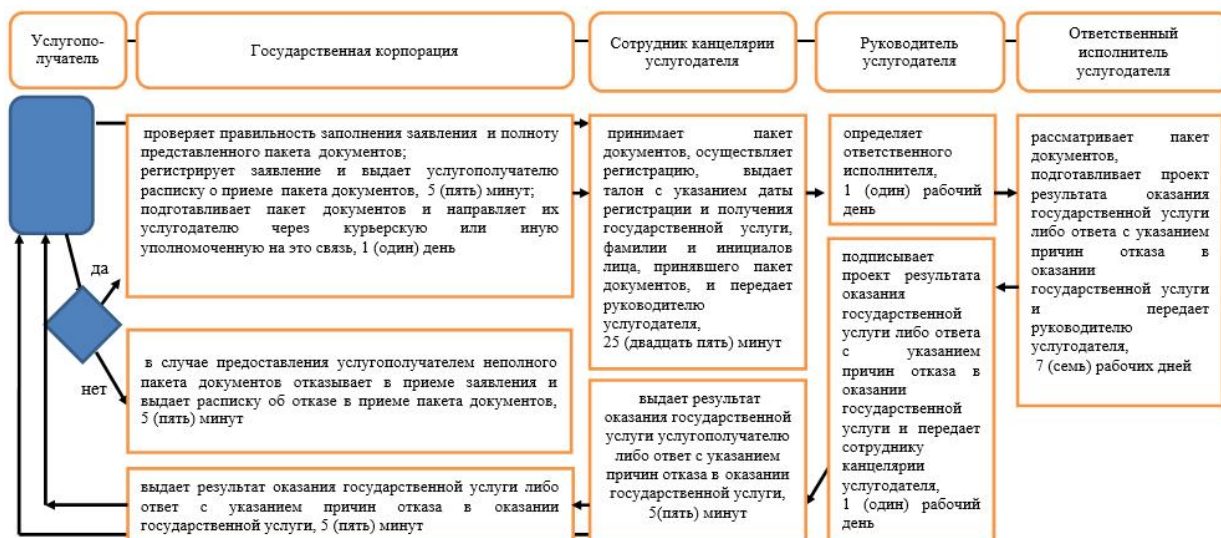 Услугопо-
лучатель
Государственная корпорация
Сотрудник канцелярии
услугодателя
Руководитель
услугодателя
Ответственный
исполнитель
услугодателя
проверяет правильность заполнения заявления и полноту
представленного пакета документов;
регистрирует заявление и выдает услугополучателю
расписку о приеме пакета документов, 5 (пять) минут;
подготавливает пакет документов и направляет их
услугодателю через курьерскую или иную
уполномоченную на это связь, 1 (один) день
да
нет
в случае предоставления услугополучателем неполного
пакета документов отказывает в приеме заявления и
выдает расписку об отказе в приеме пакета документов,
5 (пять) минут
выдает результат оказания государственной услуги либо
ответ с указанием причин отказа в оказании
государственной услуги, 5 (пять) минут
принимает пакет
документов, осуществляет
регистрацию, выдает
талон с указанием даты
регистрации и получения
государственной услуги,
фамилии и инициалов
лица, принявшего пакет
документов, и передает
руководителю
услугодателя,
25 (двадцать пять) минут
выдает результат
оказания государственной
услуги услугополучателю
либо ответ с указанием
причин отказа в оказании
государственной услуги,
5(пять) минут
определяет
ответственного
исполнителя,
1 (один) рабочий
день
подписывает
проект результата
оказания
государственной
услуги либо ответа
с указанием
причин отказа в
оказании
государственной
услуги и передает
сотруднику
канцелярии
услугодателя,
1 (один) рабочий
день
рассматривает пакет
документов,
подготавливает проект
результата оказания
государственной услуги
либо ответа с указанием
причин отказа в
оказании
государственной услуги
и передает
руководителю
услугодателя,
7 (семь) рабочих дней